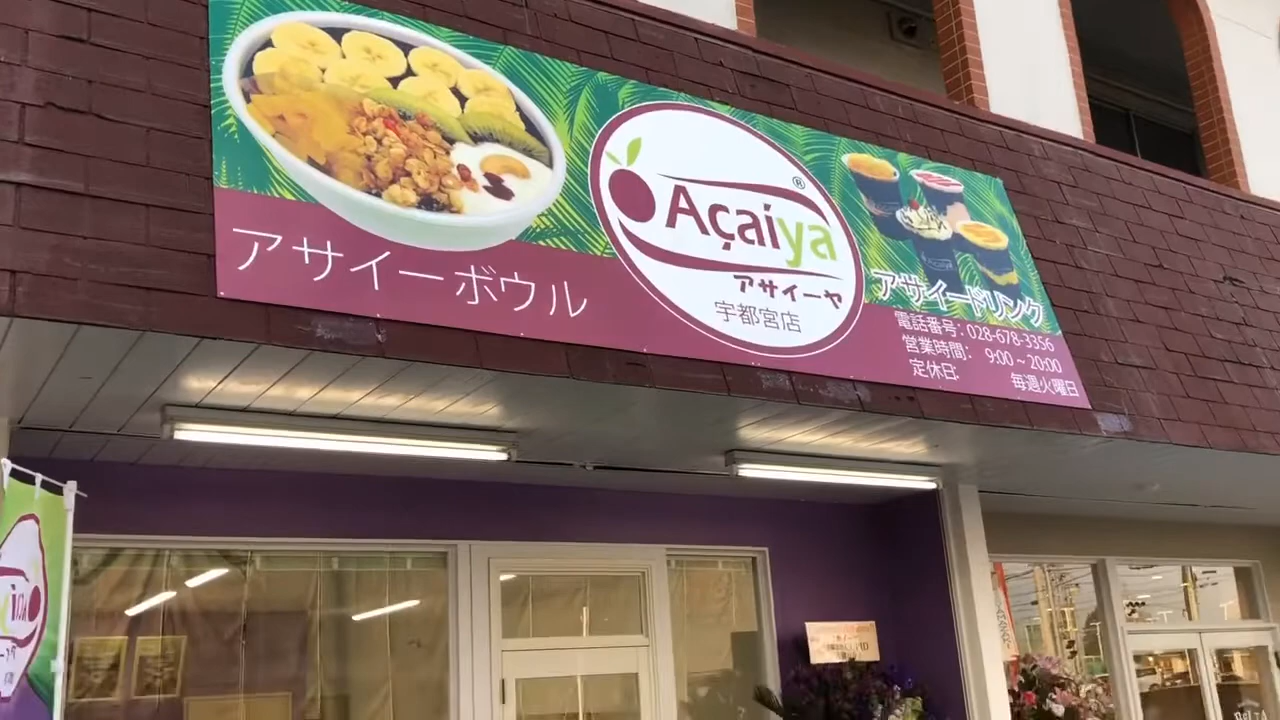 アサイーボウル
Açaiya®
アサイーヤ
宇都宮店
アサイードリンク
電話番号: 028-678-3356
営業時間: 9:00~20:00
定休日: 毎週火曜日